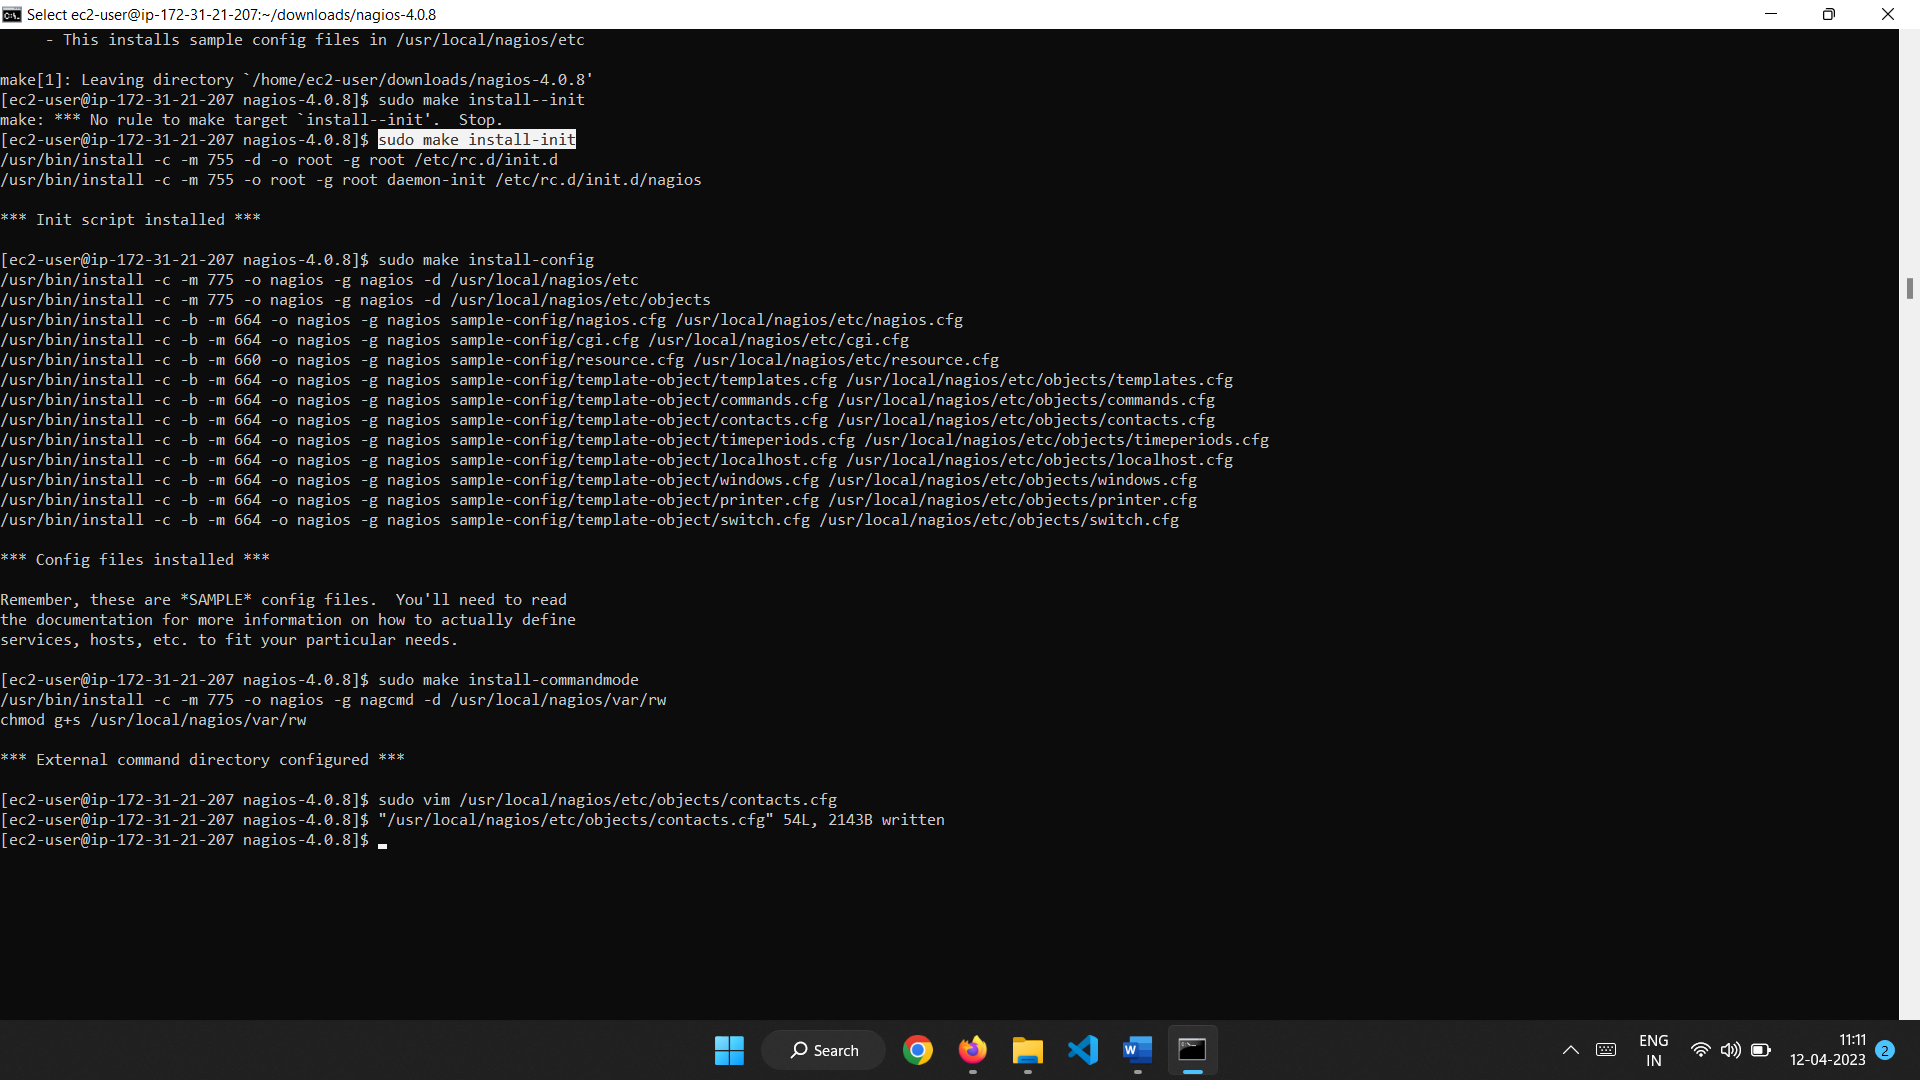 Select ec2-user@ip-172-31-21-207:~/downloads/nagios-4.0.8
- This installs sample config files in /usr/local/nagios/etc
make[1]: Leaving directory `/home/ec2-user/downloads/nagios-4.0.8'
[ec2-user@ip-172-31-21-207 nagios-4.0.8]$ sudo make install--init
make: *** No rule to make target `install--init'.  Stop.
[ec2-user@ip-172-31-21-207 nagios-4.0.8]$ sudo make install-init
/usr/bin/install -c -m 755 -d -o root -g root /etc/rc.d/init.d
/usr/bin/install -c -m 755 -o root -g root daemon-init /etc/rc.d/init.d/nagios
*** Init script installed ***
[ec2-user@ip-172-31-21-207 nagios-4.0.8]$ sudo make install-config
/usr/bin/install -c -m 775 -o nagios -g nagios -d /usr/local/nagios/etc
/usr/bin/install -c -m 775 -o nagios -g nagios -d /usr/local/nagios/etc/objects
/usr/bin/install -c -b -m 664 -o nagios -g nagios sample-config/nagios.cfg /usr/local/nagios/etc/nagios.cfg
/usr/bin/install -c -b -m 664 -o nagios -g nagios sample-config/cgi.cfg /usr/local/nagios/etc/cgi.cfg
/usr/bin/install -c -b -m 660 -o nagios -g nagios sample-config/resource.cfg /usr/local/nagios/etc/resource.cfg
/usr/bin/install -c -b -m 664 -o nagios -g nagios sample-config/template-object/templates.cfg /usr/local/nagios/etc/objects/templates.cfg
/usr/bin/install -c -b -m 664 -o nagios -g nagios sample-config/template-object/commands.cfg /usr/local/nagios/etc/objects/commands.cfg
/usr/bin/install -c -b -m 664 -o nagios -g nagios sample-config/template-object/contacts.cfg /usr/local/nagios/etc/objects/contacts.cfg
/usr/bin/install -c -b -m 664 -o nagios -g nagios sample-config/template-object/timeperiods.cfg /usr/local/nagios/etc/objects/timeperiods.cfg
/usr/bin/install -c -b -m 664 -o nagios -g nagios sample-config/template-object/localhost.cfg /usr/local/nagios/etc/objects/localhost.cfg
/usr/bin/install -c -b -m 664 -o nagios -g nagios sample-config/template-object/windows.cfg /usr/local/nagios/etc/objects/windows.cfg
/usr/bin/install -c -b -m 664 -o nagios -g nagios sample-config/template-object/printer.cfg /usr/local/nagios/etc/objects/printer.cfg
/usr/bin/install -c -b -m 664 -o nagios -g nagios sample-config/template-object/switch.cfg /usr/local/nagios/etc/objects/switch.cfg
*** Config files installed ***
Remember, these are *SAMPLE* config files.  You'll need to read
the documentation for more information on how to actually define
services, hosts, etc. to fit your particular needs.
[ec2-user@ip-172-31-21-207 nagios-4.0.8]$ sudo make install-commandmode
/usr/bin/install -c -m 775 -o nagios -g nagcmd -d /usr/local/nagios/var/rw
chmod g+s /usr/local/nagios/var/rw
*** External command directory configured ***
[ec2-user@ip-172-31-21-207 nagios-4.0.8]$ sudo vim /usr/local/nagios/etc/objects/contacts.cfg
[ec2-user@ip-172-31-21-207 nagios-4.0.8]$ "/usr/local/nagios/etc/objects/contacts.cfg" 54L, 2143B written
[ec2-user@ip-172-31-21-207 nagios-4.0.8]$
Search
ENG
IN
11:11
12-04-2023
2